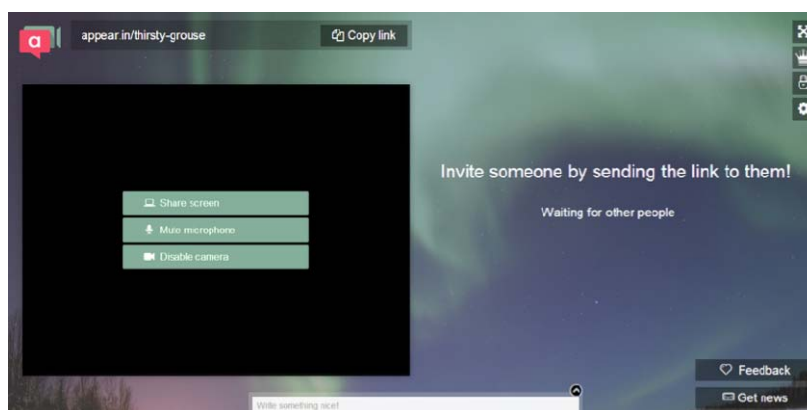 a
appear.in/thirsty-grouse
Copy link
Share screen
Mute microphone
Disable camera
Invite someone by sending the link to them!
Waiting for other people
Feedback
Get news
Write something nice!